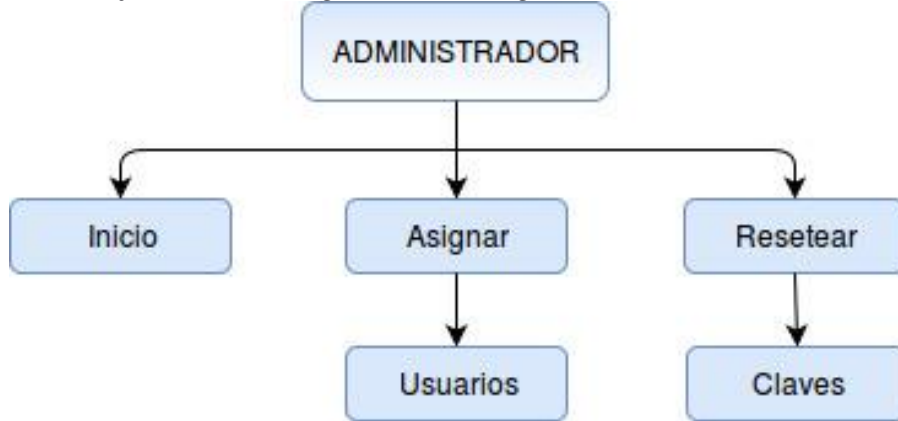 ADMINISTRADOR
Inicio
Asignar
Resetear
Usuarios
Claves